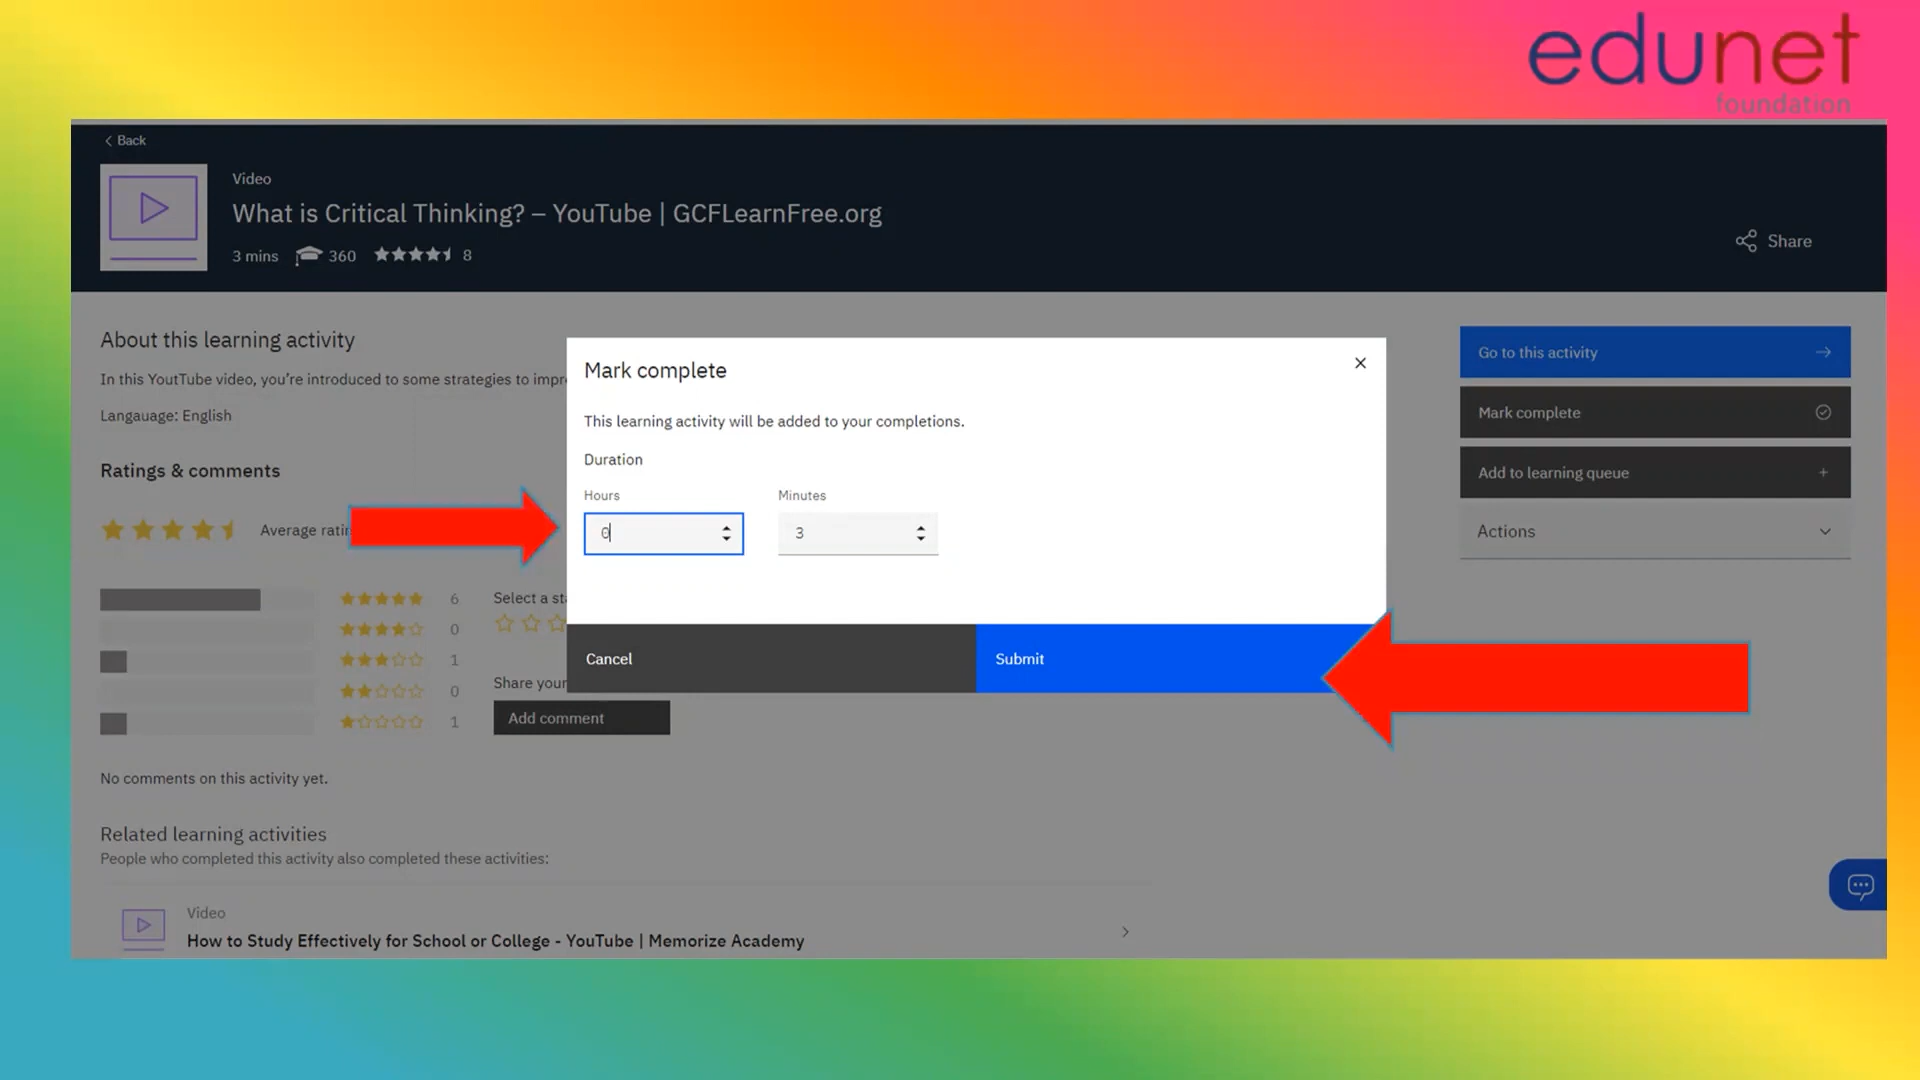 edunet
foundation
Back
Video
What is Critical Thinking? – YouTube | GCFLearnFree.org
3 mins 360 8
Share
About this learning activity
In this YoutTube video, you're introduced to some strategies to
Langauage: English
Ratings & comments
Average
6
0
1
0
1
Select a
Share your
Add comment
No comments on this activity yet.
Related learning activities
People who completed this activity also completed these activities:
Video
How to Study Effectively for School or College - YouTube | Memorize Academy
Mark complete
This learning activity will be added to your completions.
Duration
Hours Minutes
0 3
Cancel Submit
Go to this activity
Mark complete
Add to learning queue
Actions